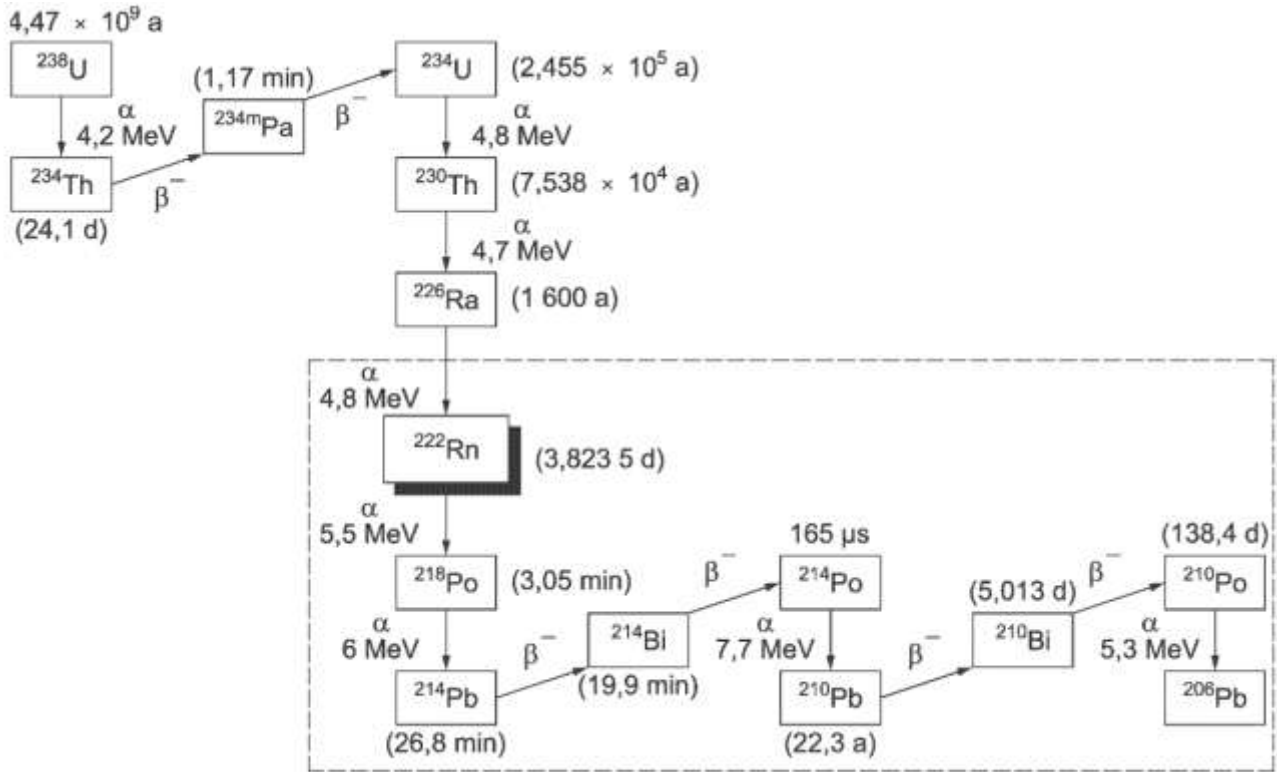 4,47 × 10⁹ a
²³⁸U
α
4,2 MeV
²³⁴Th
(24,1 d)
β⁻
(1,17 min)
²³⁴ᵐPa
β⁻
²³⁴U
(2,455 × 10⁵ a)
α
4,8 MeV
²³⁰Th
(7,538 × 10⁴ a)
α
4,7 MeV
²²⁶Ra
(1 600 a)
α
4,8 MeV
²²²Rn
(3,823 5 d)
α
5,5 MeV
²¹⁸Po
(3,05 min)
α
6 MeV
²¹⁴Pb
(26,8 min)
β⁻
²¹⁴Bi
(19,9 min)
β⁻
165 µs
²¹⁴Po
α
7,7 MeV
²¹⁰Pb
(22,3 a)
β⁻
(5,013 d)
²¹⁰Bi
β⁻
(138,4 d)
²¹⁰Po
α
5,3 MeV
²⁰⁶Pb